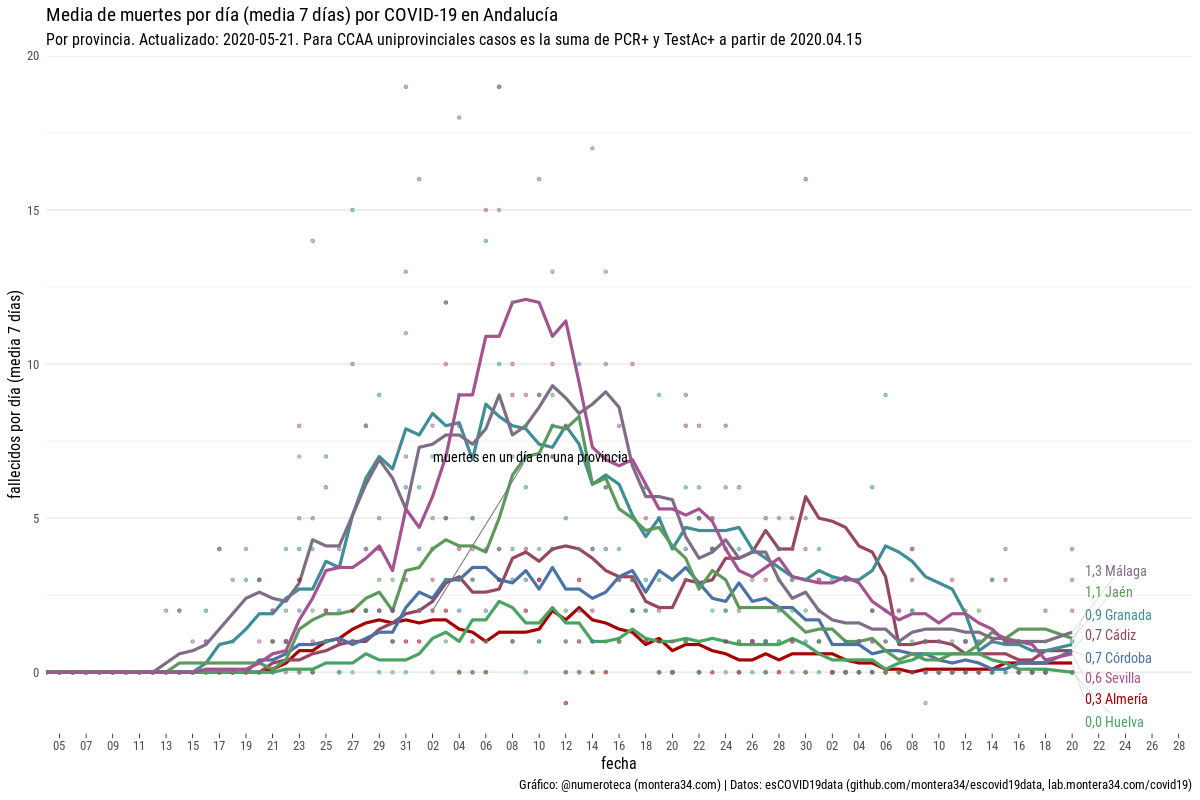 Media de muertes por día (media 7 días) por COVID-19 en Andalucía
Por provincia. Actualizado: 2020-05-21. Para CCAA uniprovinciales casos es la suma de PCR+ y TestAc+ a partir de 2020.04.15
20
15
10
5
0
fallecidos por día (media 7 días)
muertes en un día en una provincia
1,3 Málaga
1,1 Jaén
0,9 Granada
0,7 Cádiz
0,7 Córdoba
0,6 Sevilla
0,3 Almería
0,0 Huelva
05 07 09 11 13 15 17 19 21 23 25 27 29 31 02 04 06 08 10 12 14 16 18 20 22 24 26 28 30 02 04 06 08 10 12 14 16 18 20 22 24 26 28
fecha
Gráfico: @numeroteca (montera34.com) | Datos: esCOVID19data (github.com/montera34/escovid19data, lab.montera34.com/covid19)